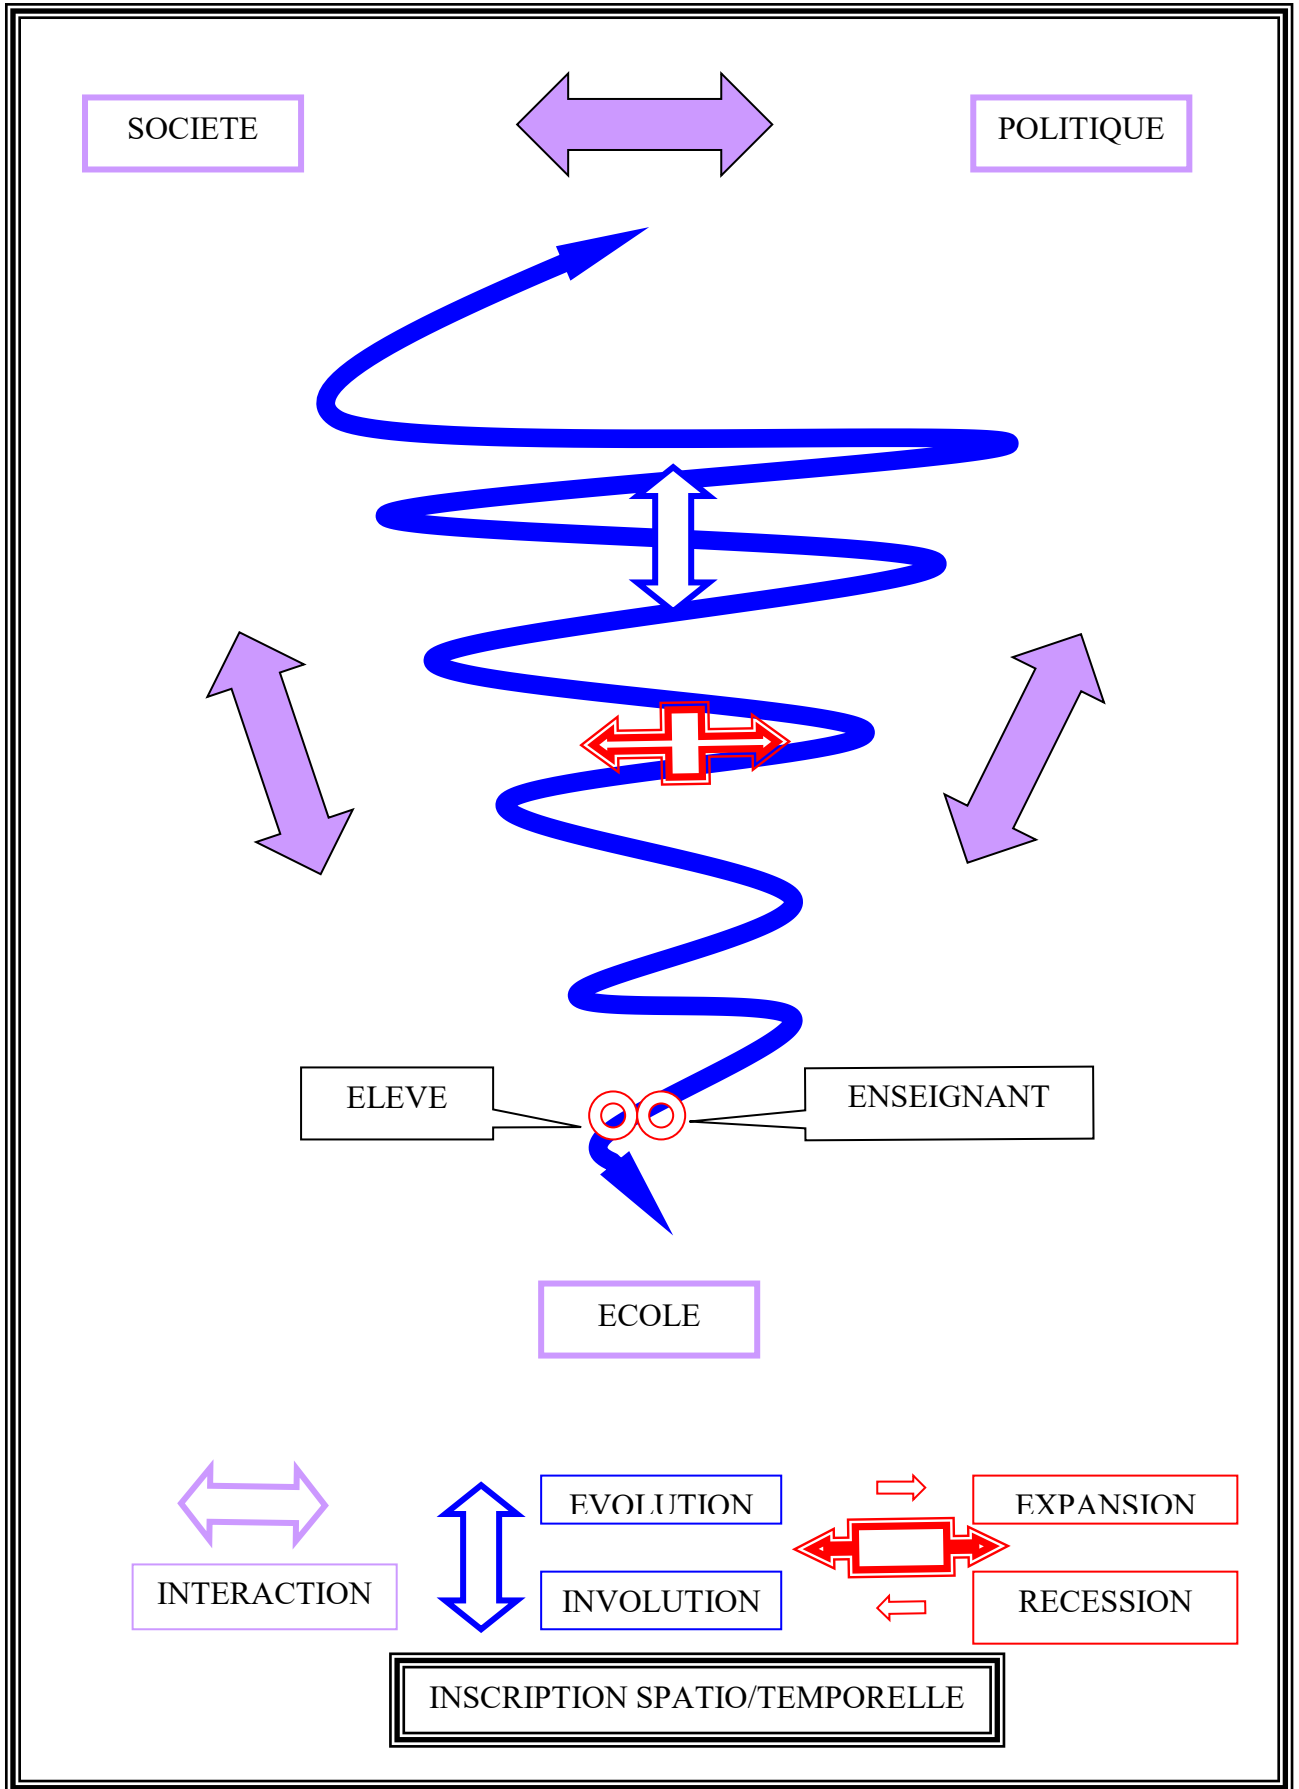 SOCIETE
POLITIQUE
ELEVE
ENSEIGNANT
ECOLE
EVOLUTION
EXPANSION
INTERACTION
INVOLUTION
RECESSION
INSCRIPTION SPATIO/TEMPORELLE